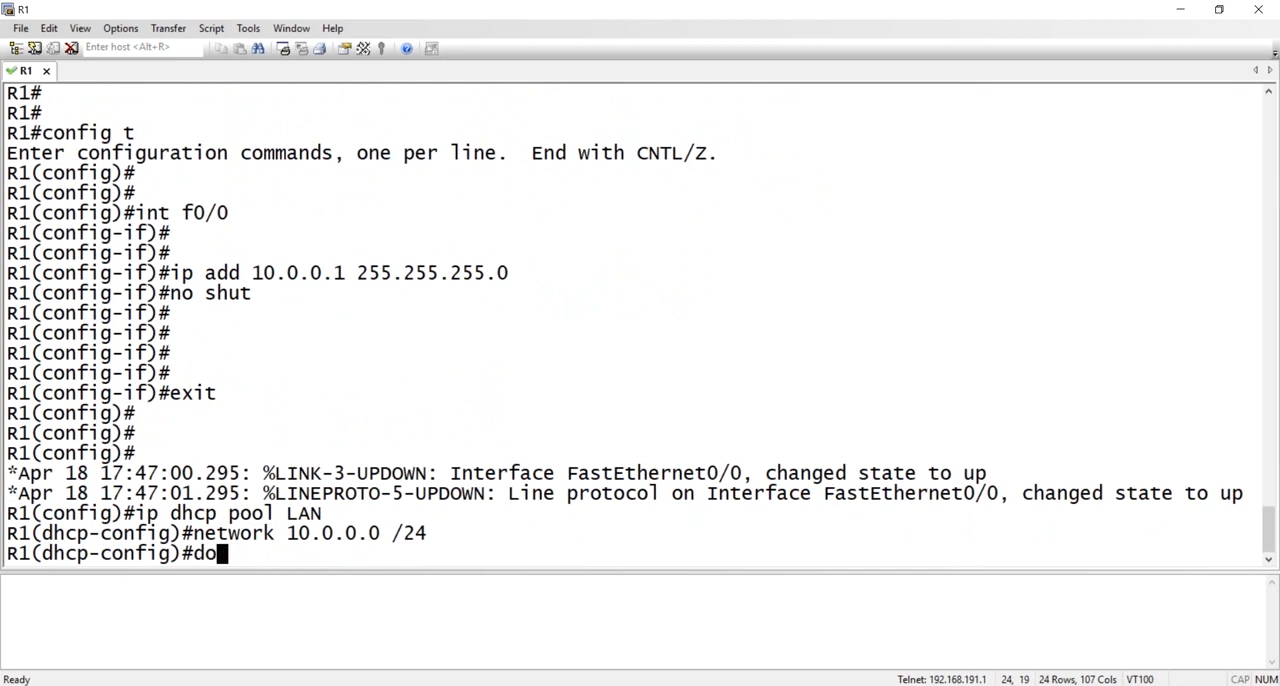 R1
File Edit View Options Transfer Script Tools Window Help
Enter host <Alt+R>
R1
R1#
R1#
R1#config t
Enter configuration commands, one per line.  End with CNTL/Z.
R1(config)#
R1(config)#
R1(config)#int f0/0
R1(config-if)#
R1(config-if)#
R1(config-if)#ip add 10.0.0.1 255.255.255.0
R1(config-if)#no shut
R1(config-if)#
R1(config-if)#
R1(config-if)#
R1(config-if)#
R1(config-if)#exit
R1(config)#
R1(config)#
R1(config)#
*Apr 18 17:47:00.295: %LINK-3-UPDOWN: Interface FastEthernet0/0, changed state to up
*Apr 18 17:47:01.295: %LINEPROTO-5-UPDOWN: Line protocol on Interface FastEthernet0/0, changed state to up
R1(config)#ip dhcp pool LAN
R1(dhcp-config)#network 10.0.0.0 /24
R1(dhcp-config)#do
Ready Telnet: 192.168.191.1 24, 19 24 Rows, 107 Cols VT100 CAP NUM